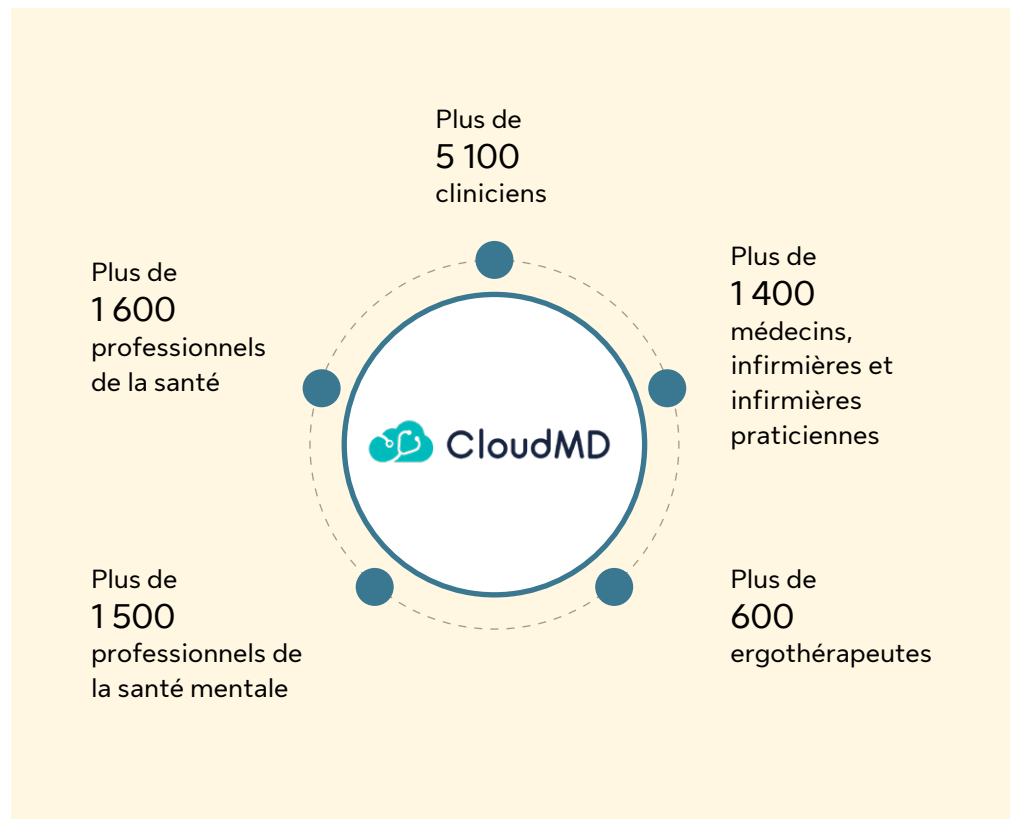 Plus de
5 100
cliniciens
Plus de
1 400
médecins,
infirmières et
infirmières
praticiennes
Plus de
600
ergothérapeutes
Plus de
1 500
professionnels de
la santé mentale
Plus de
1 600
professionnels
de la santé
CloudMD